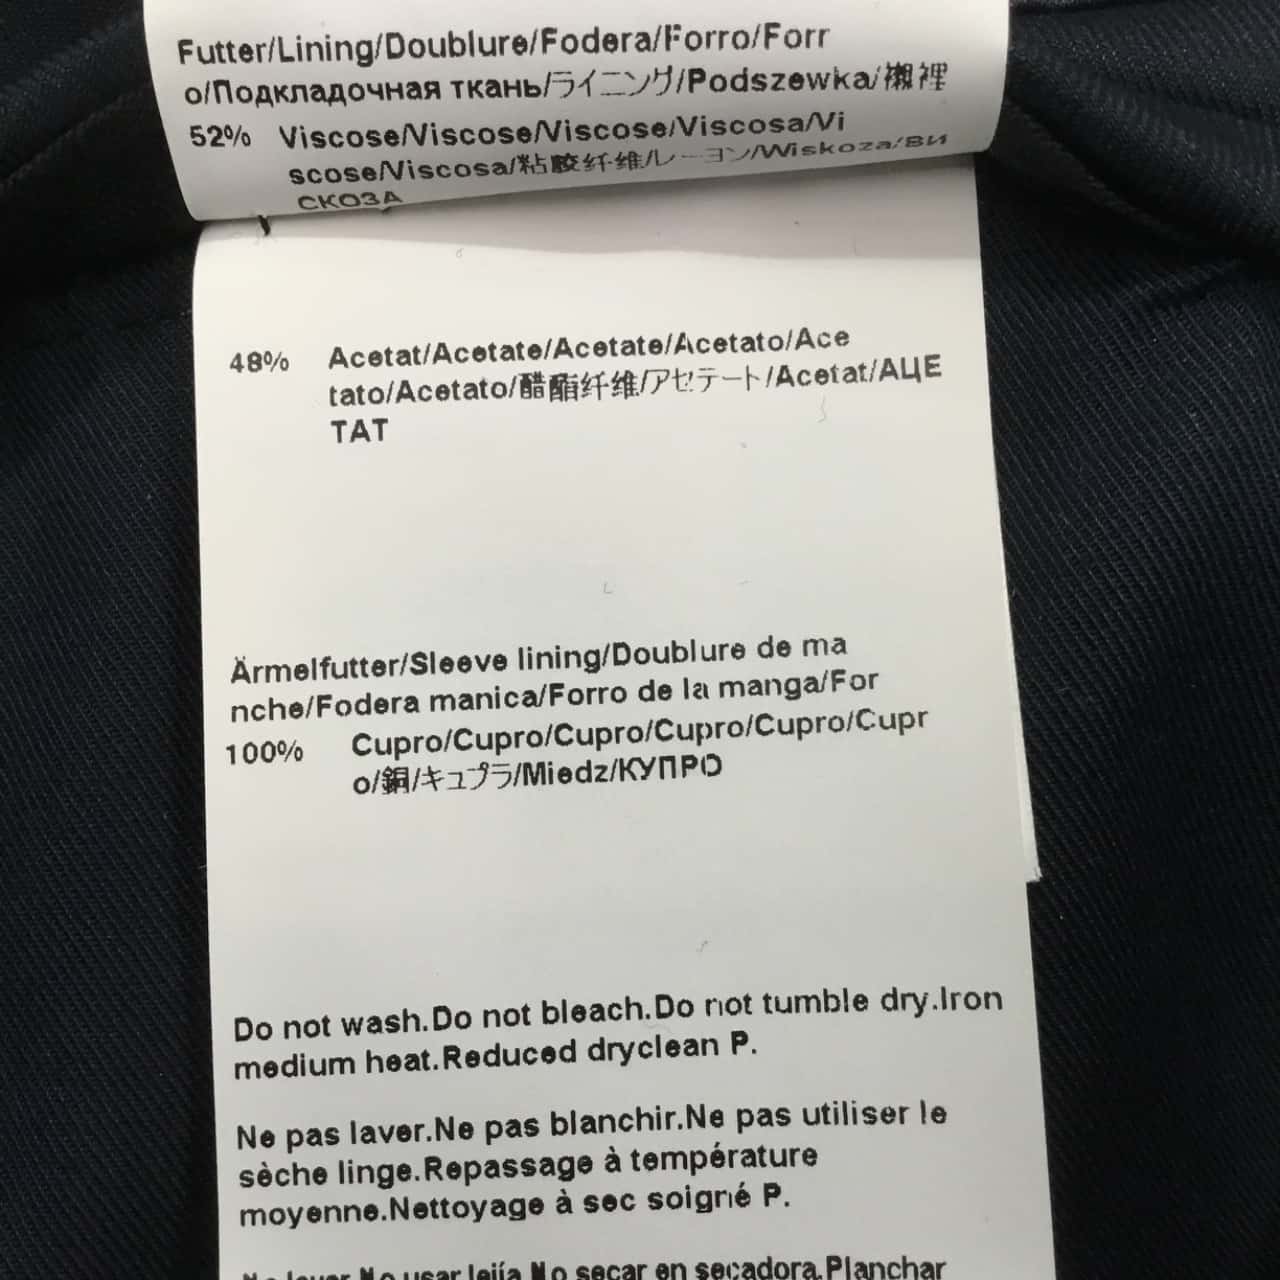 Futter/Lining/Doublure/Fodera/Forro/Forr
o/Подкладочная ткань/ライニング/Podszewka/襯裡
52% Viscose/Viscose/Viscose/Viscosa/Vi
scose/Viscosa/粘胶纤维/レーヨン/Wiskoza/ВИ
СКОЗА
48% Acetat/Acetate/Acetate/Acetato/Ace
tato/Acetato/醋酯纤维/アセテート/Acetat/АЦЕ
ТАТ
Ärmelfutter/Sleeve lining/Doublure de ma
nche/Fodera manica/Forro de la manga/For
100% Cupro/Cupro/Cupro/Cupro/Cupro/Cupr
o/銅/キュプラ/Miedz/КУПРО
Do not wash.Do not bleach.Do not tumble dry.Iron
medium heat.Reduced dryclean P.
Ne pas laver.Ne pas blanchir.Ne pas utiliser le
sèche linge.Repassage à température
moyenne.Nettoyage à sec soigné P.
No lavar.No usar lejía.No secar en secadora.Planchar